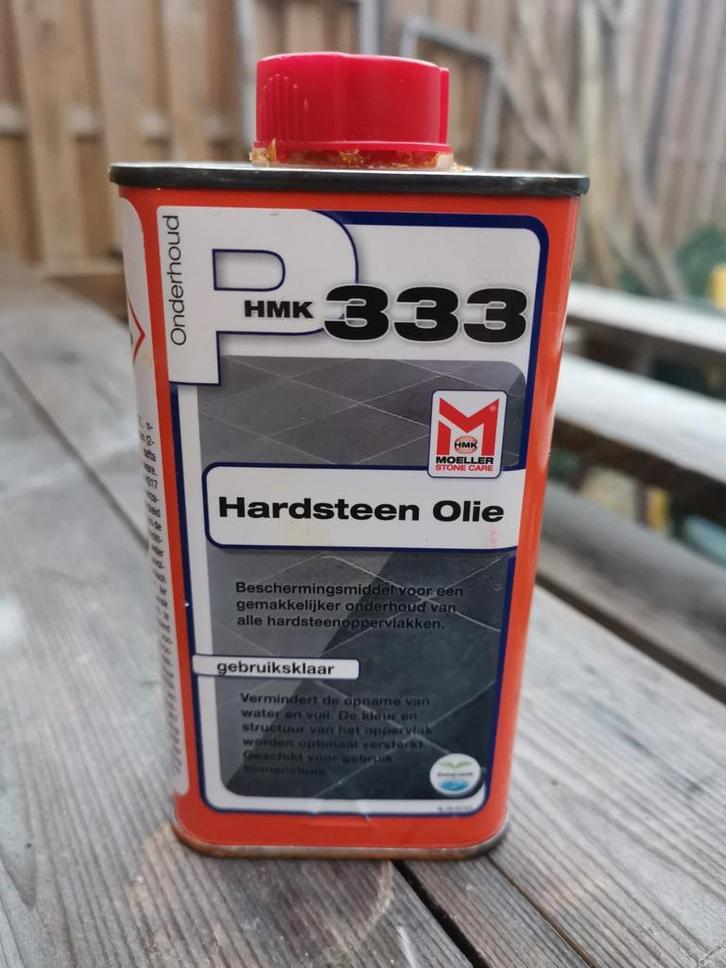 Onderhoud
P
HMK 333
M
HMK
MOELLER
STONE CARE
Hardsteen Olie
Beschermingsmiddel voor een
gemakkelijker onderhoud van
alle hardsteenoppervlakken.
gebruiksklaar
Vermindert de opname van
water en vuil. De kleur en
structuur van het oppervlak
worden optimaal versterkt.
Geschikt voor gebruik
binnenshuis.